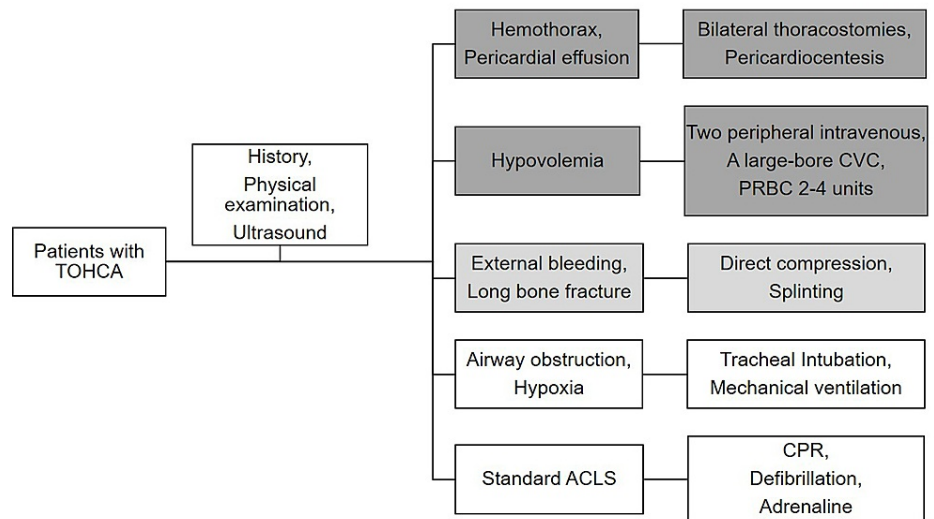 Patients with
TOHCA
History,
Physical
examination,
Ultrasound
Hemothorax,
Pericardial effusion
Bilateral thoracostomies,
Pericardiocentesis
Hypovolemia
Two peripheral intravenous,
A large-bore CVC,
PRBC 2-4 units
External bleeding,
Long bone fracture
Direct compression,
Splinting
Airway obstruction,
Hypoxia
Tracheal Intubation,
Mechanical ventilation
Standard ACLS
CPR,
Defibrillation,
Adrenaline